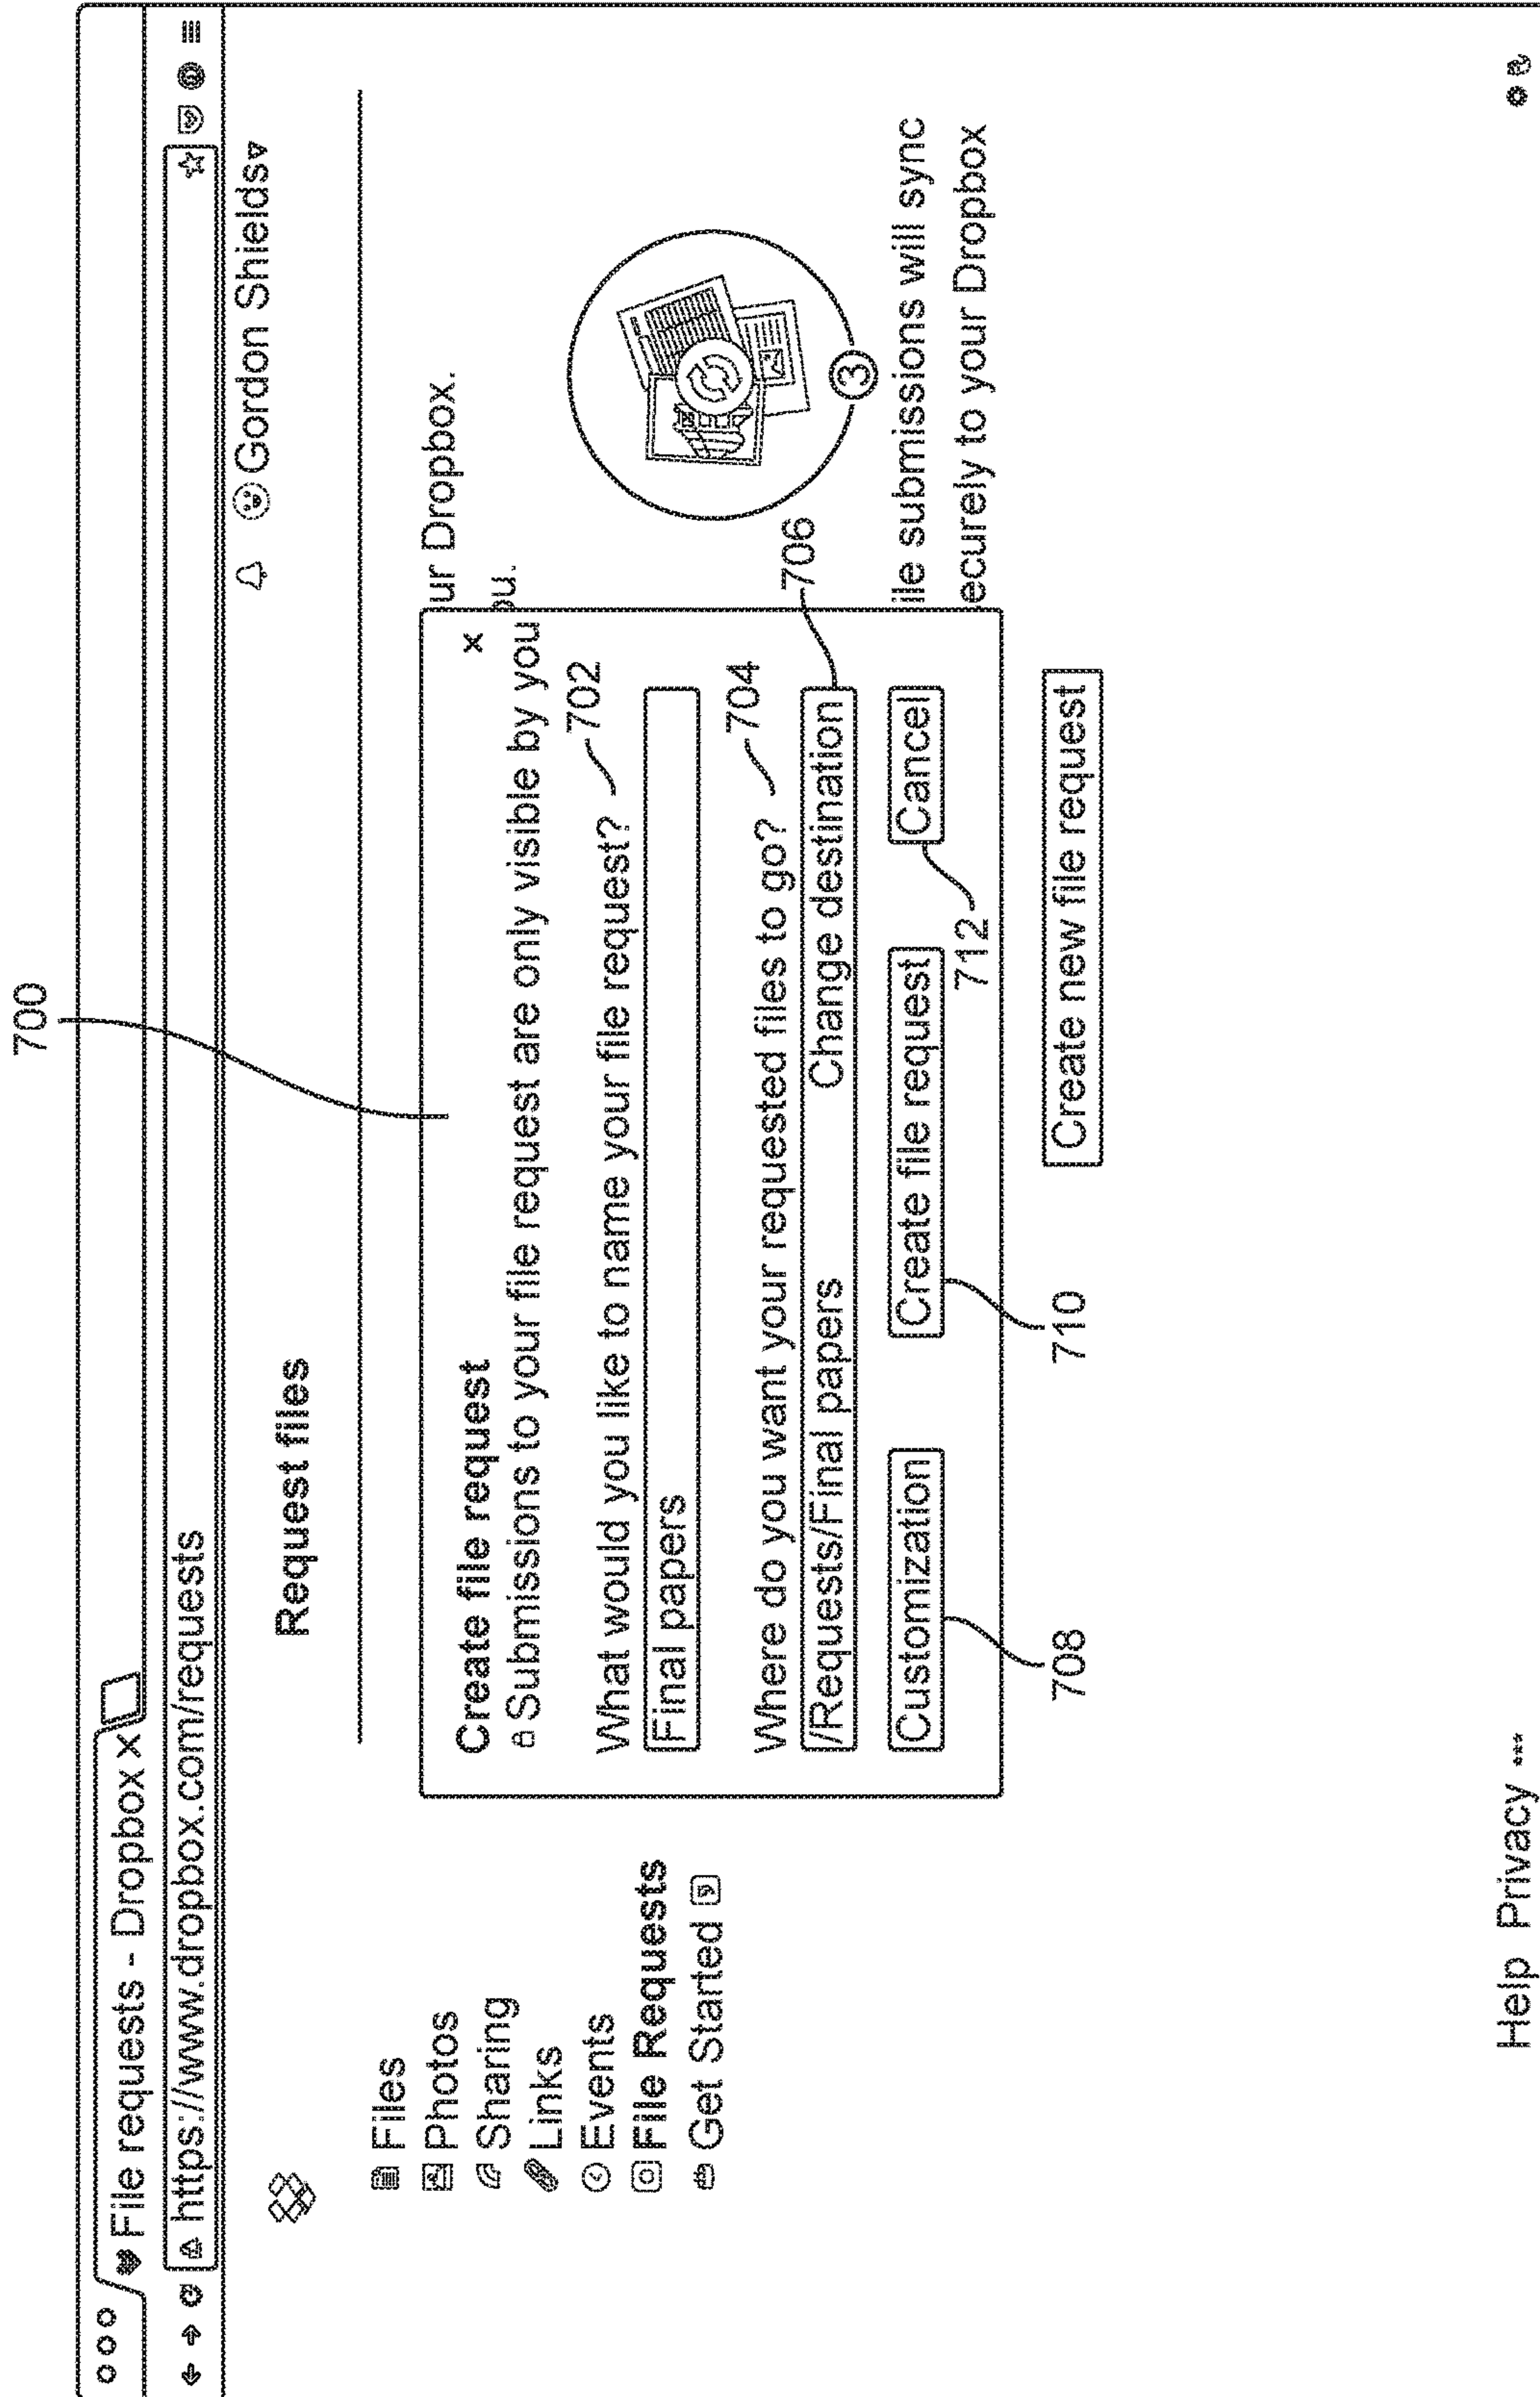 700
File requests - Dropbox X
https://www.dropbox.com/requests
Gordon Shields
Request files
Files
Photos
Sharing
Links
Events
File Requests
Get Started
ur Dropbox.
ou.
Create file request x
Submissions to your file request are only visible by you
What would you like to name your file request? 702
Final papers
Where do you want your requested files to go? 704
/Requests/Final papers Change destination 706
Customization Create file request Cancel
708 710 712
3
ile submissions will sync
ecurely to your Dropbox
Create new file request
Help Privacy ...